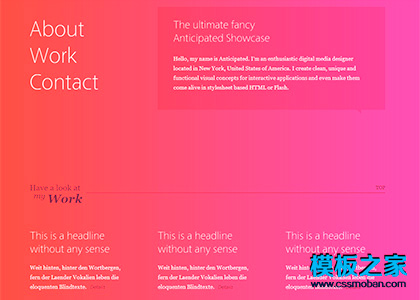 About
Work
Contact
The ultimate fancy
Anticipated Showcase
Hello, my name is Anticipated. I'm an enthusiastic digital media designer
located in New York, United States of America. I create clean, unique and
functional visual concepts for interactive applications and even make them
come alive in stylesheet based HTML or Flash.
Have a look at
my Work
TOP
This is a headline
without any sense
Weit hinten, hinter den Wortbergen,
fern der Laender Vokalien leben die
eloquenten Blindtexte.
This is a headline
without any sense
Weit hinten, hinter den Wortbergen,
fern der Laender Vokalien leben die
eloquenten Blindtexte.
This is a headline
without any sense
Weit hinten, hinter den
fern der Laender Vokalien leben die
eloquenten Blindtexte.
模板之家
www.cssmoban.com